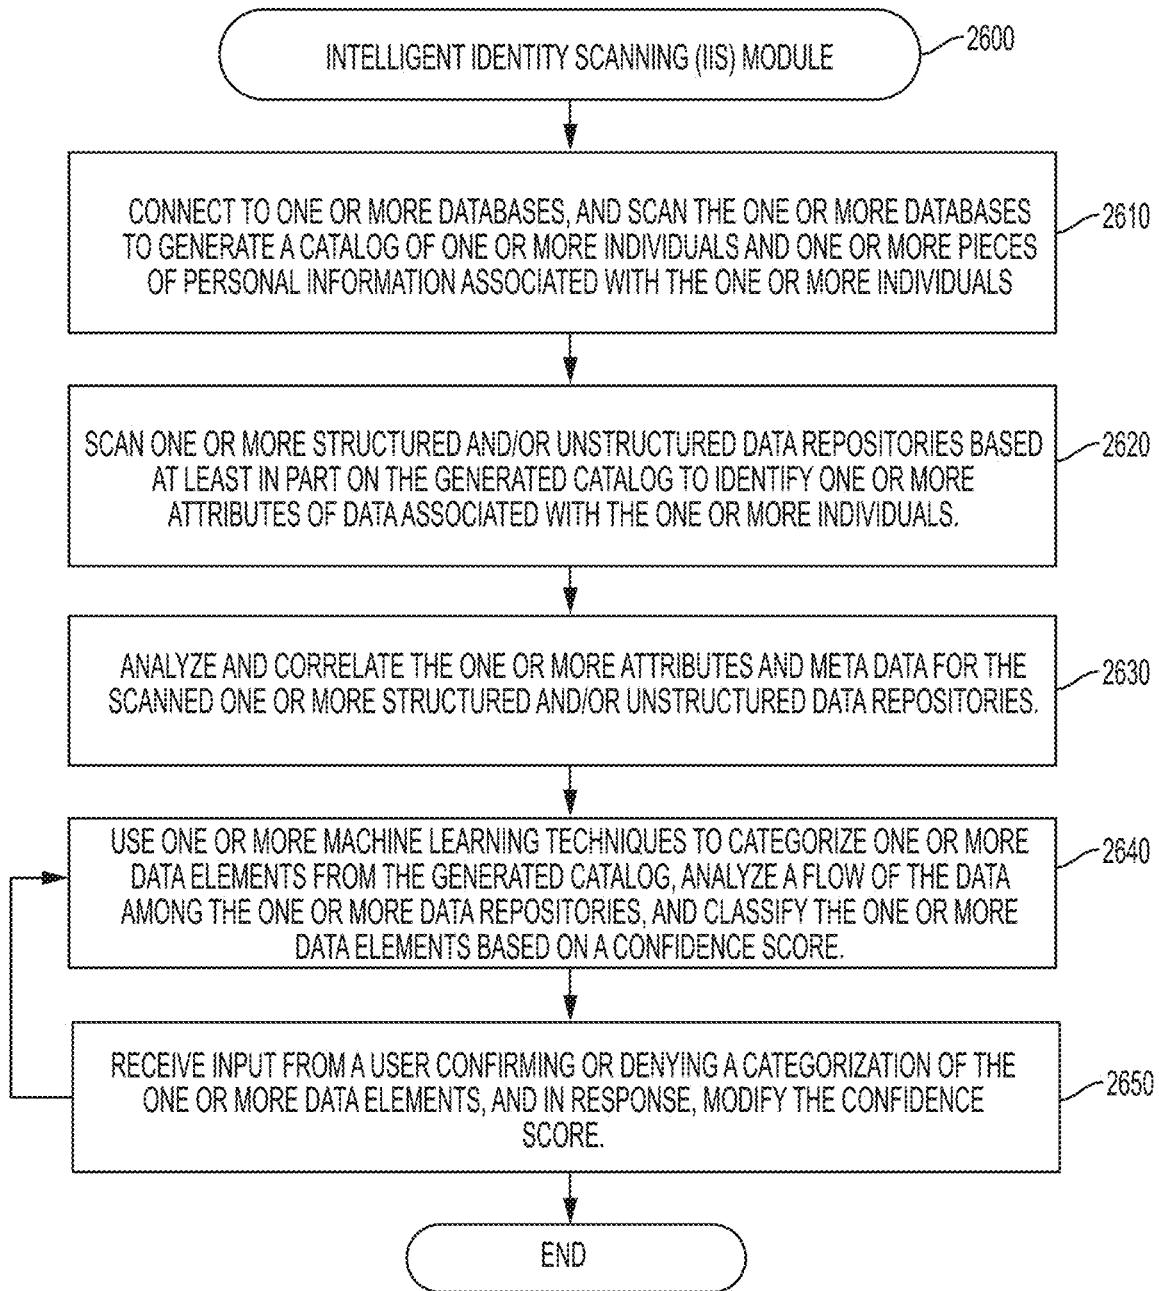 INTELLIGENT IDENTITY SCANNING (IIS) MODULE
2600
CONNECT TO ONE OR MORE DATABASES, AND SCAN THE ONE OR MORE DATABASES
TO GENERATE A CATALOG OF ONE OR MORE INDIVIDUALS AND ONE OR MORE PIECES
OF PERSONAL INFORMATION ASSOCIATED WITH THE ONE OR MORE INDIVIDUALS
2610
SCAN ONE OR MORE STRUCTURED AND/OR UNSTRUCTURED DATA REPOSITORIES BASED
AT LEAST IN PART ON THE GENERATED CATALOG TO IDENTIFY ONE OR MORE
ATTRIBUTES OF DATA ASSOCIATED WITH THE ONE OR MORE INDIVIDUALS.
2620
ANALYZE AND CORRELATE THE ONE OR MORE ATTRIBUTES AND META DATA FOR THE
SCANNED ONE OR MORE STRUCTURED AND/OR UNSTRUCTURED DATA REPOSITORIES.
2630
USE ONE OR MORE MACHINE LEARNING TECHNIQUES TO CATEGORIZE ONE OR MORE
DATA ELEMENTS FROM THE GENERATED CATALOG, ANALYZE A FLOW OF THE DATA
AMONG THE ONE OR MORE DATA REPOSITORIES, AND CLASSIFY THE ONE OR MORE
DATA ELEMENTS BASED ON A CONFIDENCE SCORE.
2640
RECEIVE INPUT FROM A USER CONFIRMING OR DENYING A CATEGORIZATION OF THE
ONE OR MORE DATA ELEMENTS, AND IN RESPONSE, MODIFY THE CONFIDENCE
SCORE.
2650
END